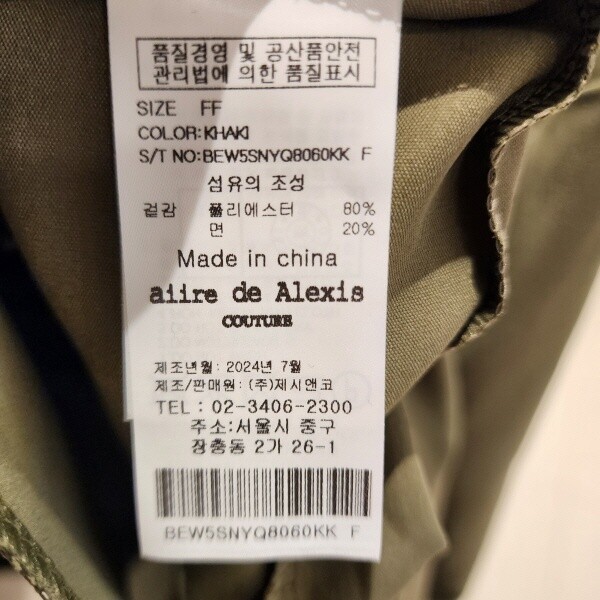 품질경영 및 공산품안전
관리법에 의한 품질표시
SIZE FF
COLOR:KHAKI
S/T NO:BEW5SNYQ8060KK F
섬유의 조성
겉감 폴리에스터 80%
면 20%
Made in china
aiire de Alexis
COUTURE
제조년월: 2024년 7월
제조/판매원: (주)제시앤코
TEL : 02-3406-2300
주소:서울시 중구
장충동 2가 26-1
BEW5SNYQ8060KK F